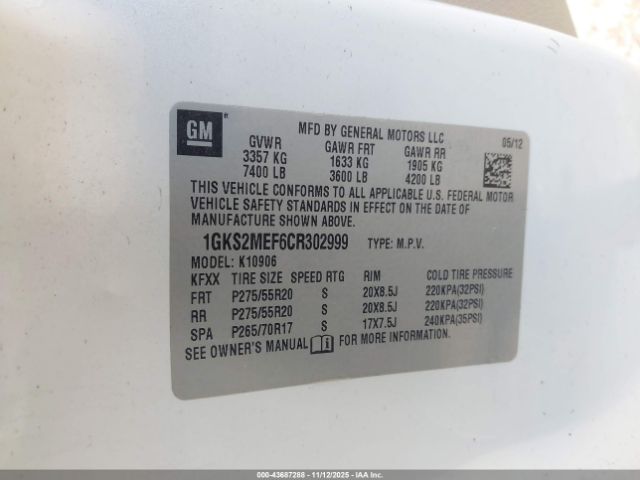 GM
MFD BY GENERAL MOTORS LLC
05/12
GVWR GAWR FRT GAWR RR
3357 KG 1633 KG 1905 KG
7400 LB 3600 LB 4200 LB
THIS VEHICLE CONFORMS TO ALL APPLICABLE U.S. FEDERAL MOTOR
VEHICLE SAFETY STANDARDS IN EFFECT ON THE DATE OF
MANUFACTURE SHOWN ABOVE.
1GKS2MEF6CR302999 TYPE: M.P.V.
MODEL: K10906
KFXX TIRE SIZE SPEED RTG RIM COLD TIRE PRESSURE
FRT P275/55R20 S 20X8.5J 220KPA(32PSI)
RR P275/55R20 S 20X8.5J 220KPA(32PSI)
SPA P265/70R17 S 17X7.5J 240KPA(35PSI)
SEE OWNER'S MANUAL FOR MORE INFORMATION.
000-43687288 - 11/12/2025 - IAA Inc.